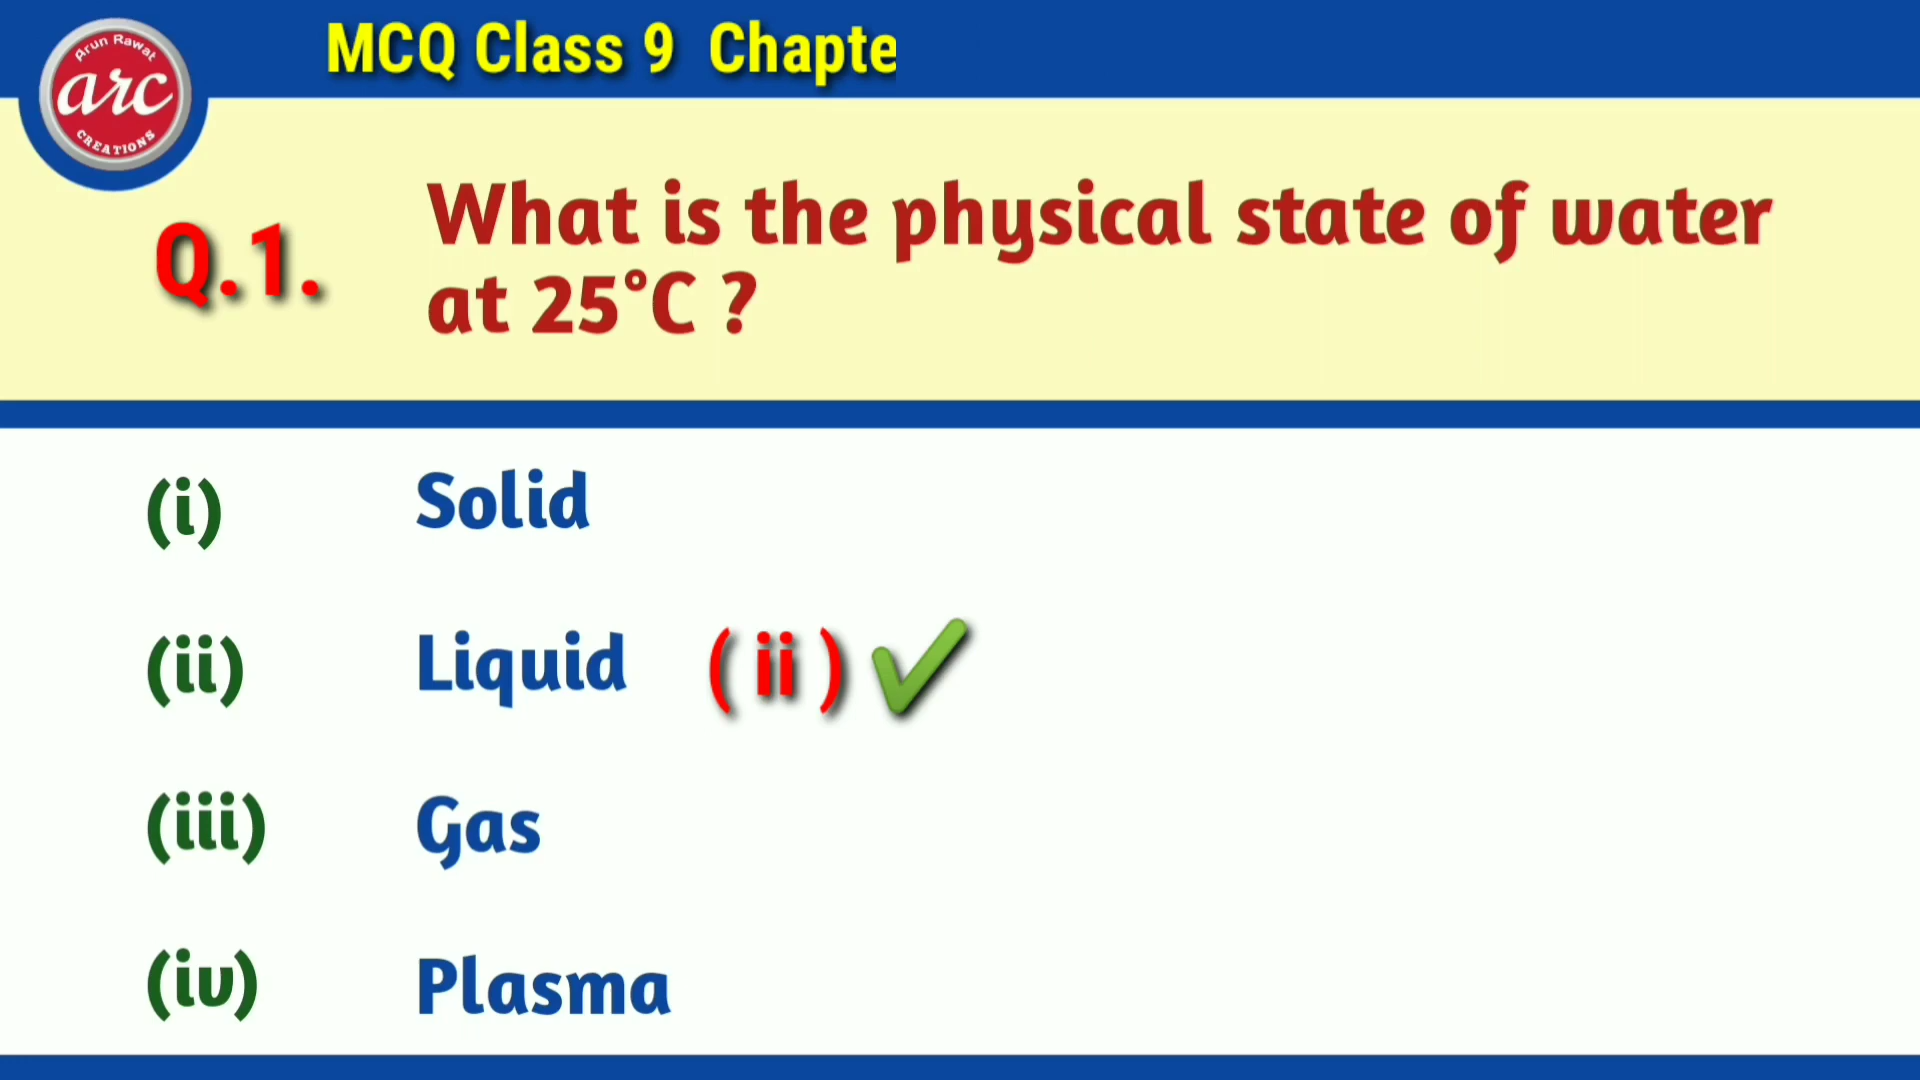 Arun Rawat
arc
CREATIONS
MCQ Class 9 Chapte
Q.1.
What is the physical state of water
at 25°C ?
(i) Solid
(ii) Liquid ( ii ) ✔
(iii) Gas
(iv) Plasma